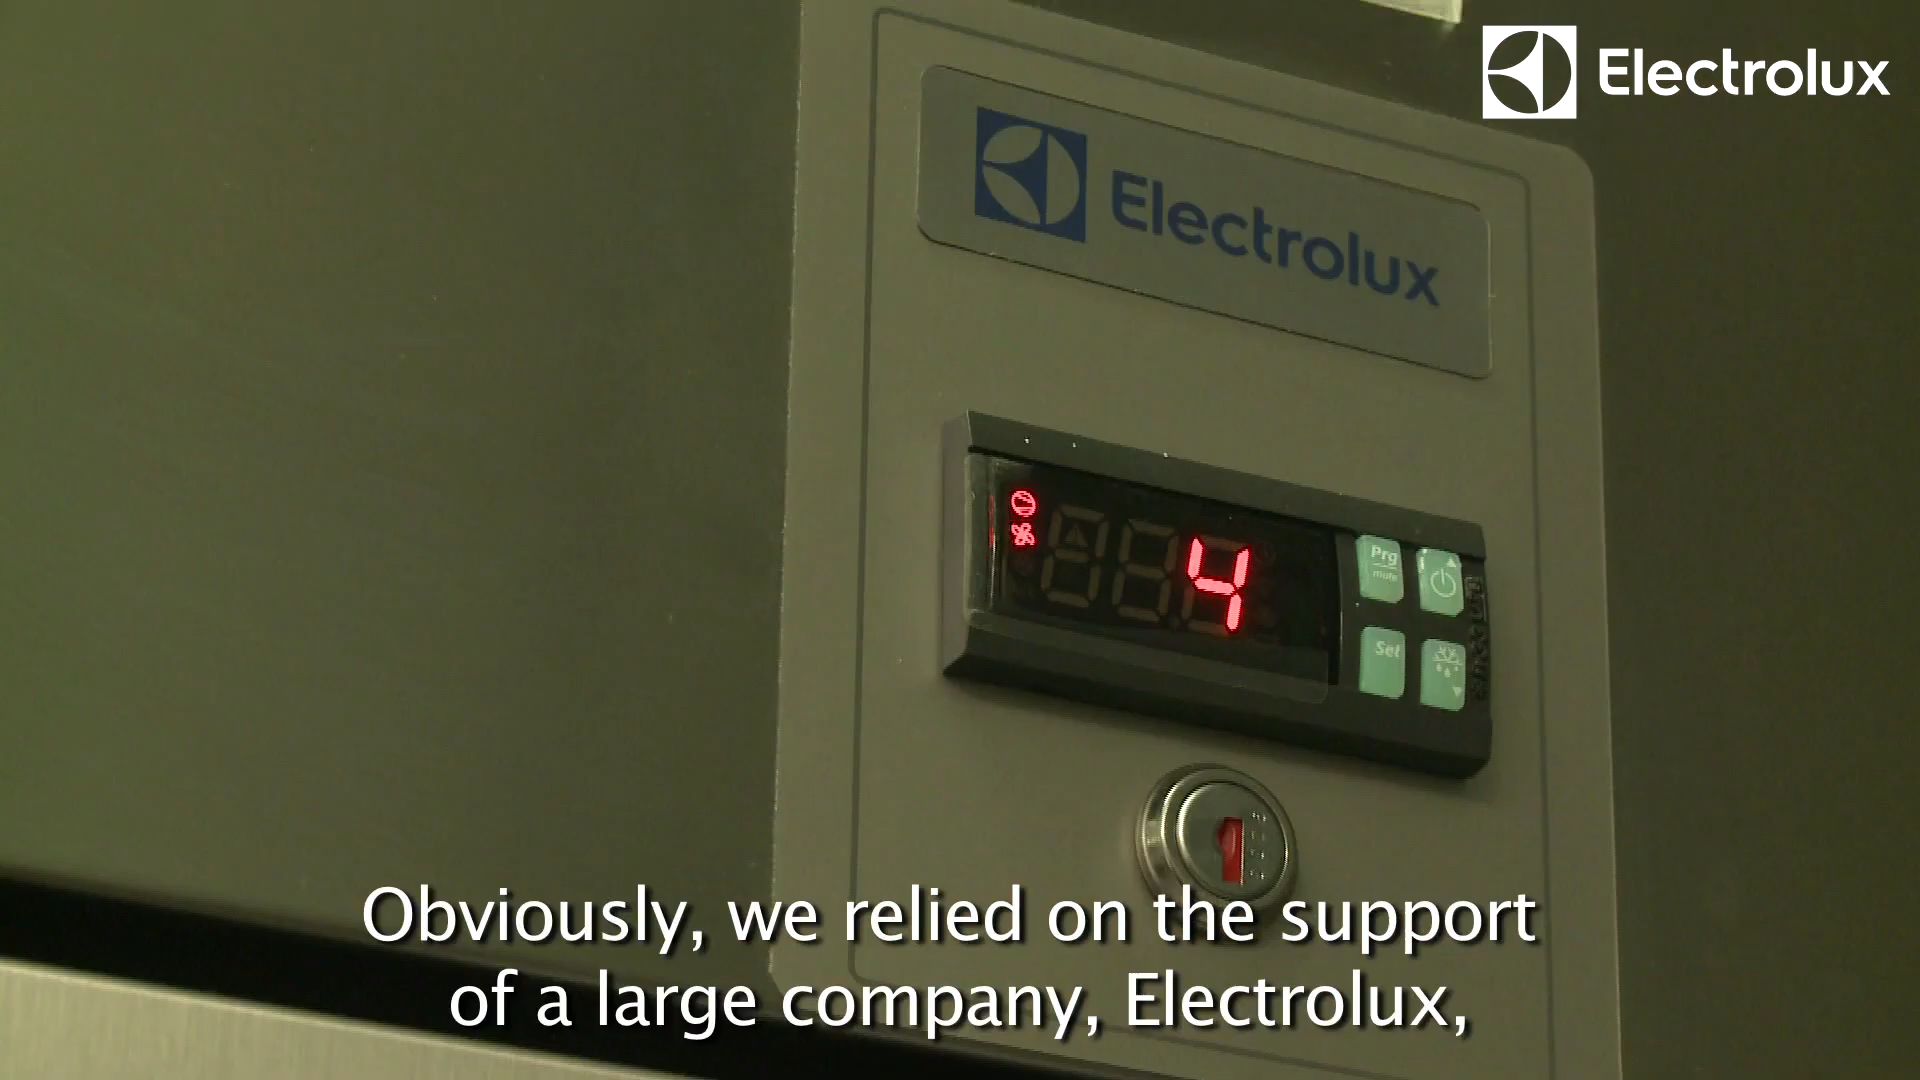 Electrolux
Electrolux
4
Prg
mute
Set
Obviously, we relied on the support
of a large company, Electrolux,